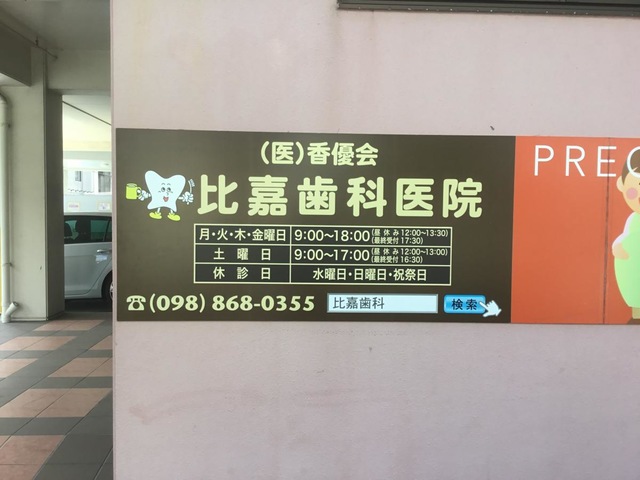 (医)香優会
比嘉歯科医院
月・火・木・金曜日 9:00〜18:00 (昼休み12:00〜13:30) (最終受付17:30)
土曜日 9:00〜17:00 (昼休み12:00〜13:00) (最終受付16:30)
休診日 水曜日・日曜日・祝祭日
☎(098)868-0355 比嘉歯科 検索
PREC